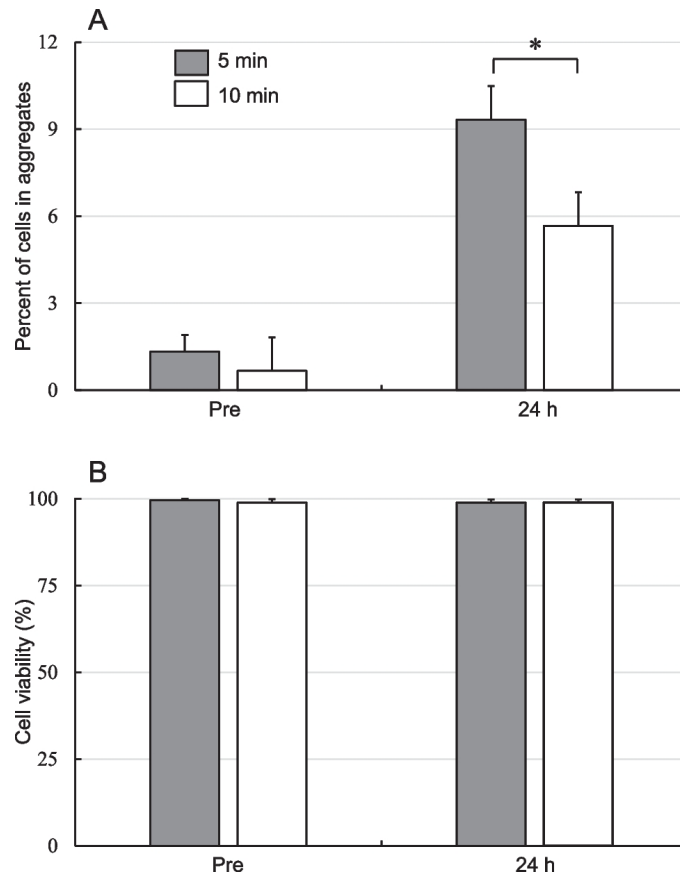 A
Percent of cells in aggregates
12
9
6
3
0
5 min
10 min
*
Pre
24 h
B
Cell viability (%)
100
75
50
25
0
Pre
24 h